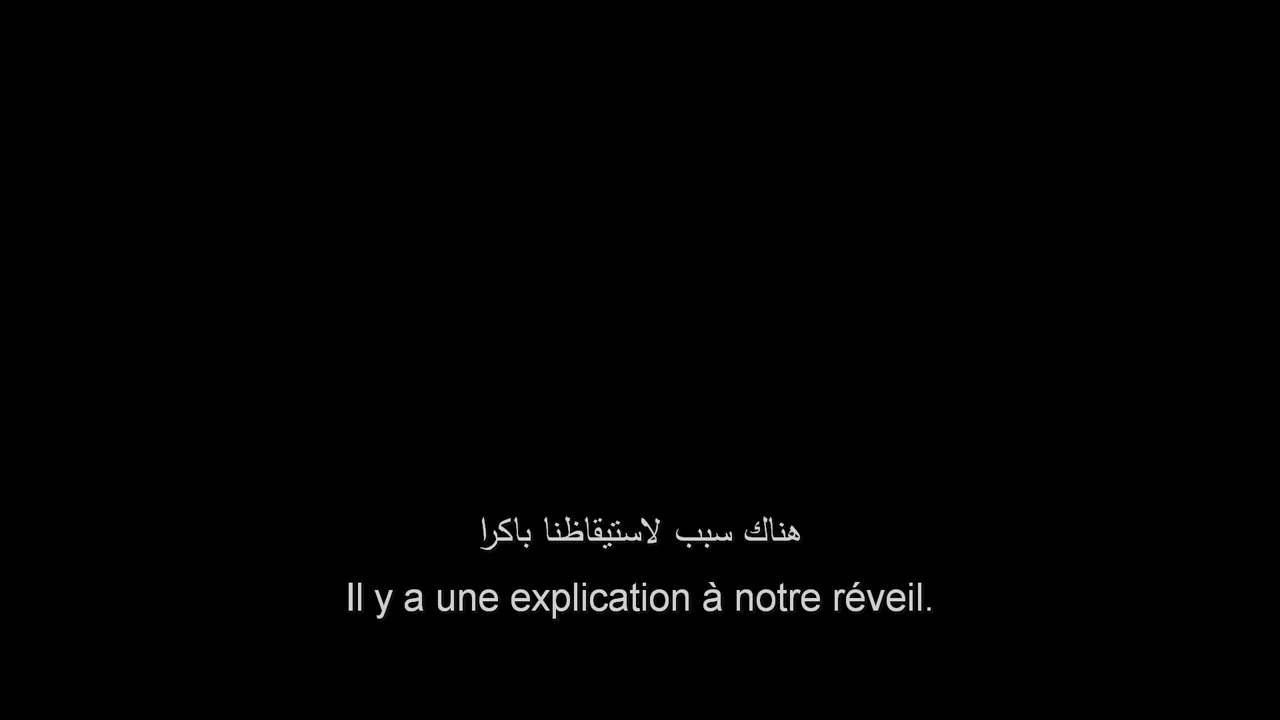 هناك سبب لاستيقاظنا باكرا
Il y a une explication à notre réveil.